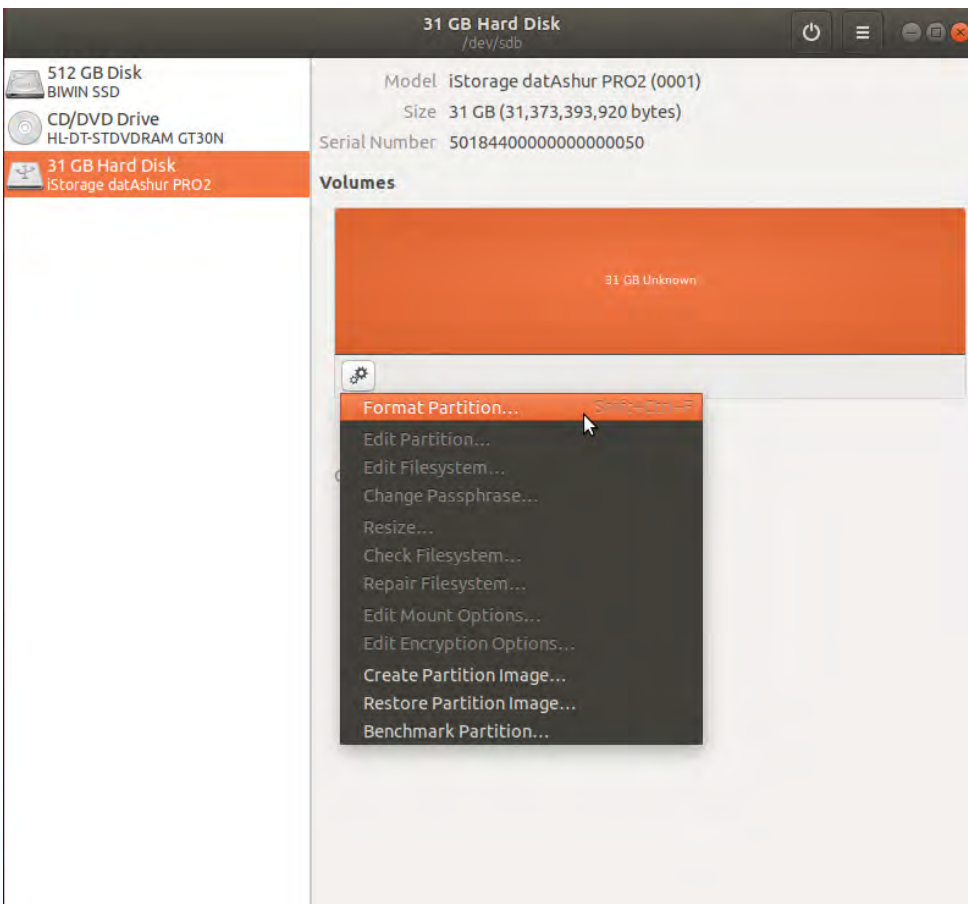 31 GB Hard Disk
/dev/sdb
512 GB Disk
BIWIN SSD
CD/DVD Drive
HL-DT-STDVDRAM GT30N
31 GB Hard Disk
iStorage datAshur PRO2
Model iStorage datAshur PRO2 (0001)
Size 31 GB (31,373,393,920 bytes)
Serial Number 50184400000000000050
Volumes
31 GB Unknown
Format Partition... Shift+Ctrl+F
Edit Partition...
Edit Filesystem...
Change Passphrase...
Resize...
Check Filesystem...
Repair Filesystem...
Edit Mount Options...
Edit Encryption Options...
Create Partition Image...
Restore Partition Image...
Benchmark Partition...